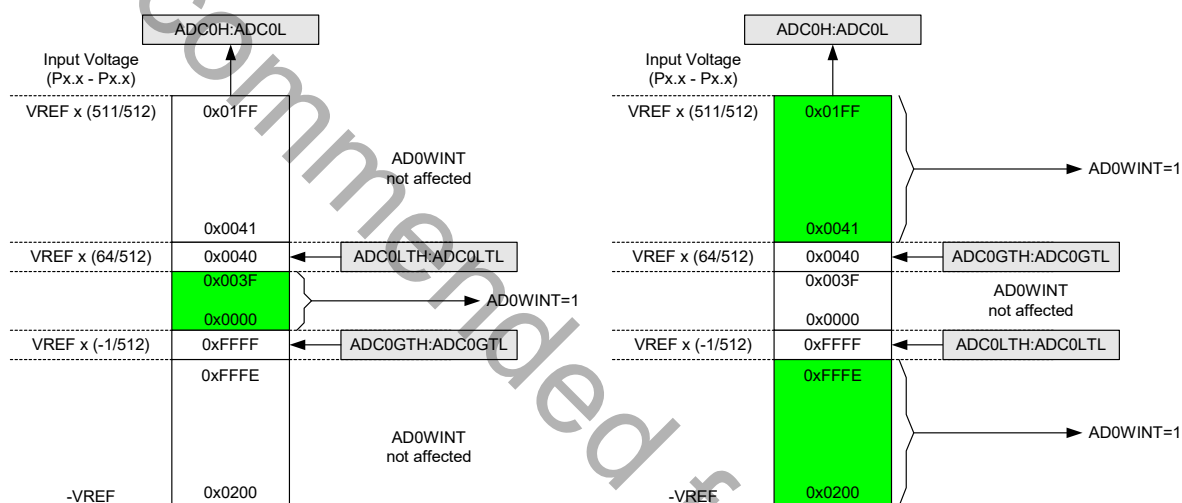 ADC0H:ADC0L
Input Voltage
(Px.x - Px.x)
VREF x (511/512)
0x01FF
AD0WINT
not affected
0x0041
VREF x (64/512)
0x0040
ADC0LTH:ADC0LTL
0x003F
AD0WINT=1
0x0000
VREF x (-1/512)
0xFFFF
ADC0GTH:ADC0GTL
0xFFFE
AD0WINT
not affected
-VREF
0x0200
ADC0H:ADC0L
Input Voltage
(Px.x - Px.x)
VREF x (511/512)
0x01FF
AD0WINT=1
0x0041
VREF x (64/512)
0x0040
ADC0GTH:ADC0GTL
0x003F
AD0WINT
not affected
0x0000
VREF x (-1/512)
0xFFFF
ADC0LTH:ADC0LTL
0xFFFE
AD0WINT=1
-VREF
0x0200
commended f